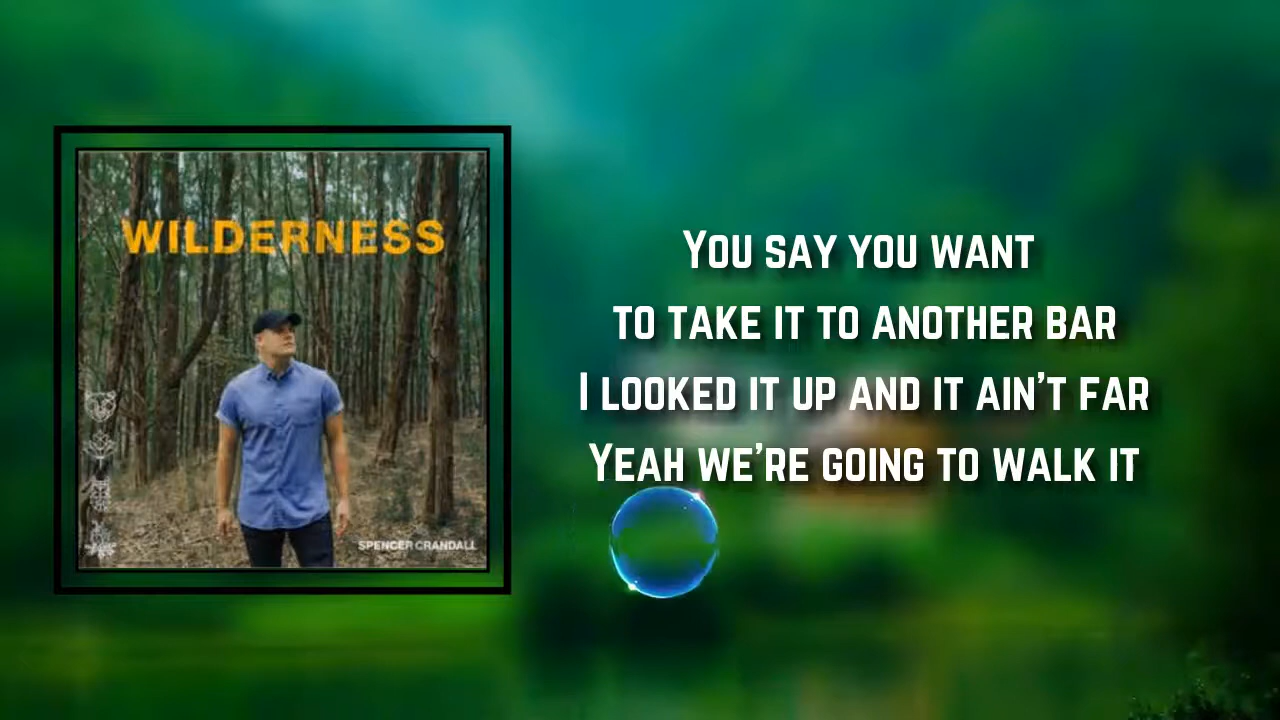 WILDERNESS
SPENCER CRANDALL
You say you want
to take it to another bar
I looked it up and it ain't far
Yeah we're going to walk it